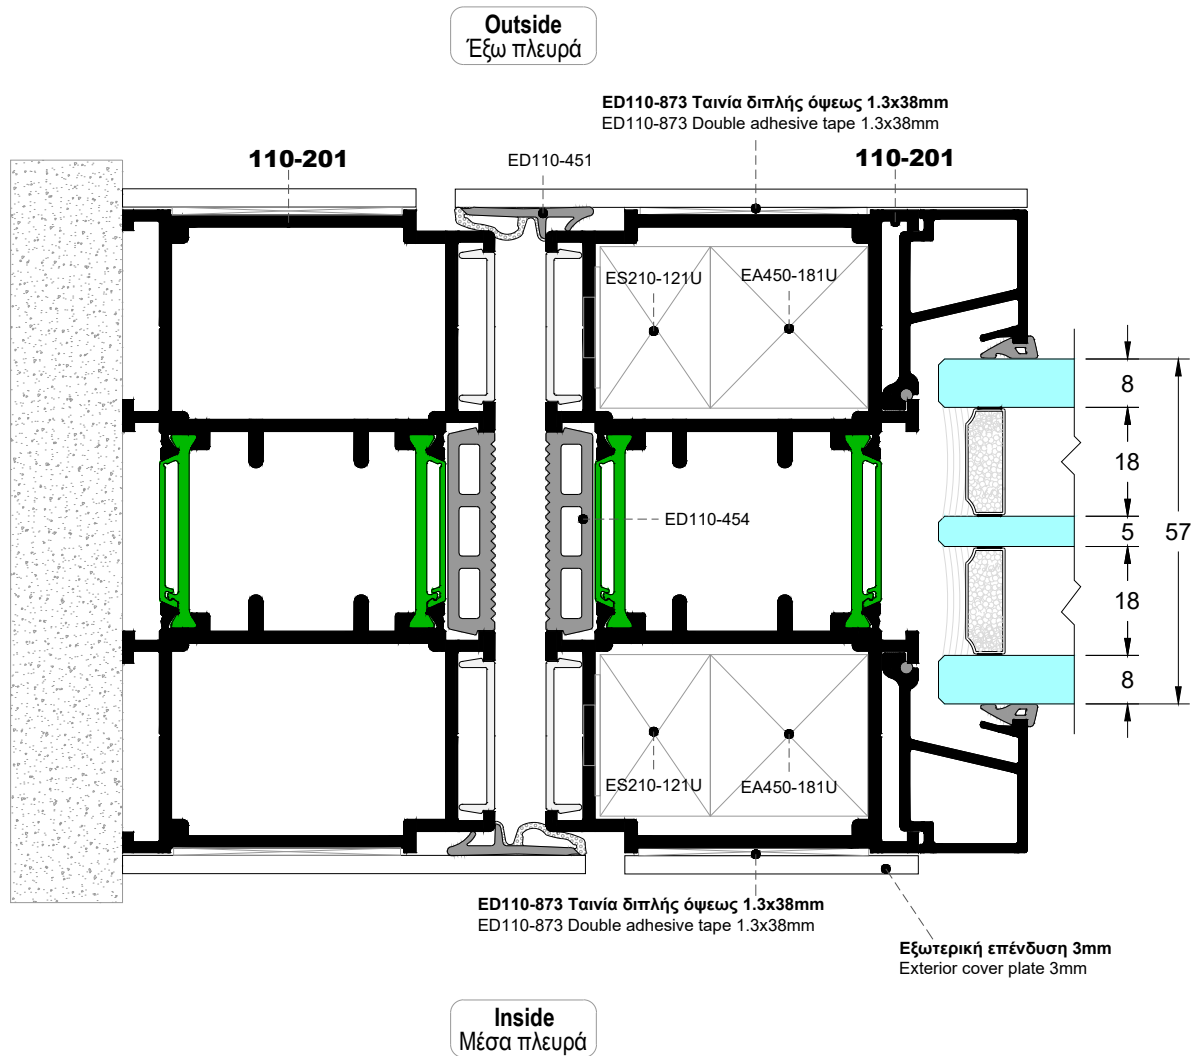 Outside
Έξω πλευρά
ED110-873 Ταινία διπλής όψεως 1.3x38mm
ED110-873 Double adhesive tape 1.3x38mm
110-201
ED110-451
110-201
ES210-121U
EA450-181U
8
18
ED110-454
5
57
18
8
ES210-121U
EA450-181U
ED110-873 Ταινία διπλής όψεως 1.3x38mm
ED110-873 Double adhesive tape 1.3x38mm
Εξωτερική επένδυση 3mm
Exterior cover plate 3mm
Inside
Μέσα πλευρά